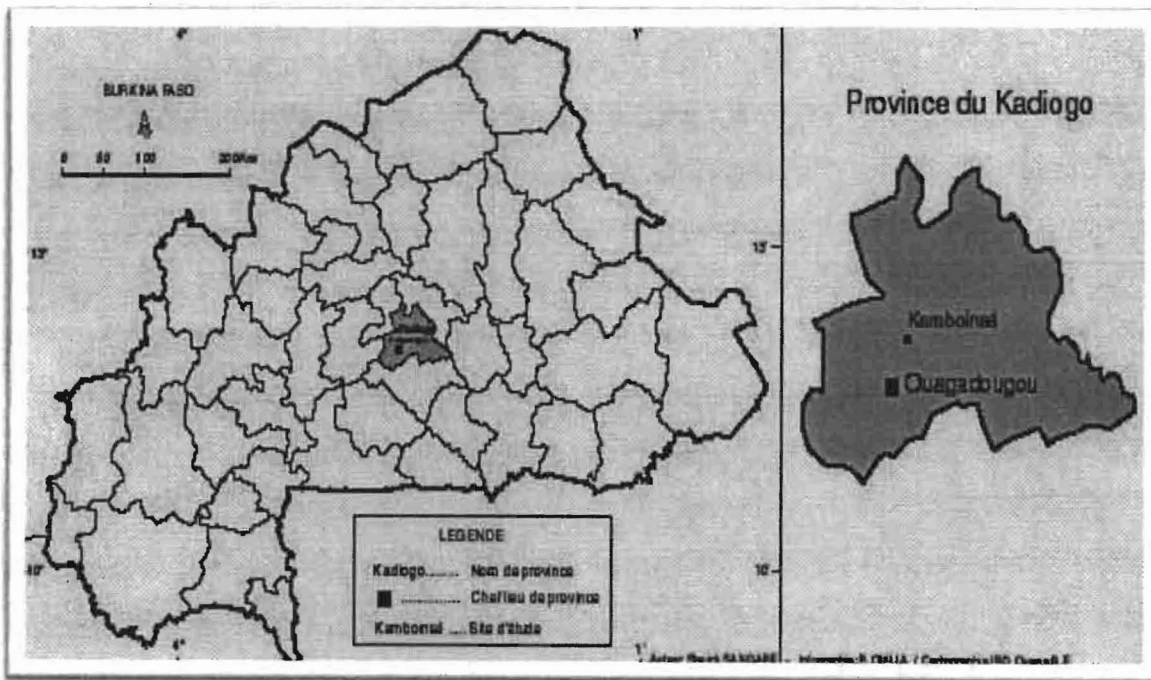 BURKINA FASO
0 50 100 200Km
13°
10°
LEGENDE
Kadiogo....... Nom de province
............. Chef lieu de province
Kamboinsé .... Site d'étude
Province du Kadiogo
Kamboinsé
Ouagadougou
13°
10°